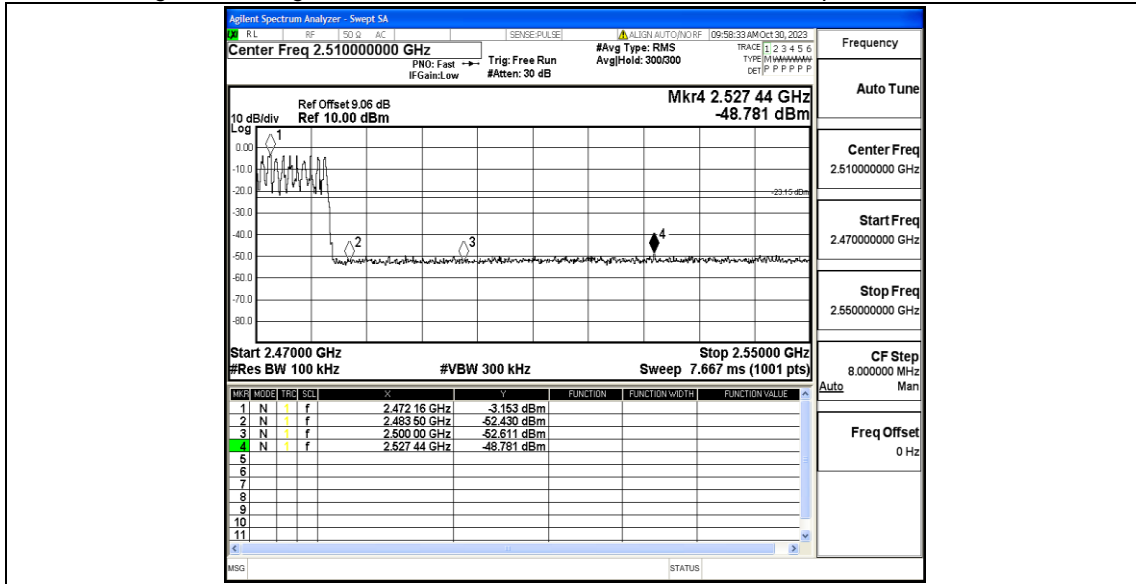 Agilent Spectrum Analyzer - Swept SA
RL RF 50 Ω AC SENSE:PULSE ALIGN AUTO/NO RF 09:58:33 AM Oct 30, 2023
Center Freq 2.510000000 GHz
PNO: Fast
IFGain:Low
Trig: Free Run
#Atten: 30 dB
#Avg Type: RMS
Avg|Hold: 300/300
TRACE 1 2 3 4 5 6
TYPE M WWWWW
DET P P P P P P
Frequency
Auto Tune
Center Freq
2.510000000 GHz
Start Freq
2.470000000 GHz
Stop Freq
2.550000000 GHz
CF Step
8.000000 MHz
Auto Man
Freq Offset
0 Hz
Mkr4 2.527 44 GHz
-48.781 dBm
Ref Offset 9.06 dB
10 dB/div Ref 10.00 dBm
Log
0.00
-10.0
-20.0
-30.0
-40.0
-50.0
-60.0
-70.0
-80.0
1
2
3
4
-23.15 dBm
Start 2.47000 GHz Stop 2.55000 GHz
#Res BW 100 kHz #VBW 300 kHz Sweep 7.667 ms (1001 pts)
MKR MODE TRC SCL X Y FUNCTION FUNCTION WIDTH FUNCTION VALUE
1 N 1 f 2.472 16 GHz -3.153 dBm
2 N 1 f 2.483 50 GHz -52.430 dBm
3 N 1 f 2.500 00 GHz -52.611 dBm
4 N 1 f 2.527 44 GHz -48.781 dBm
5
6
7
8
9
10
11
MSG STATUS